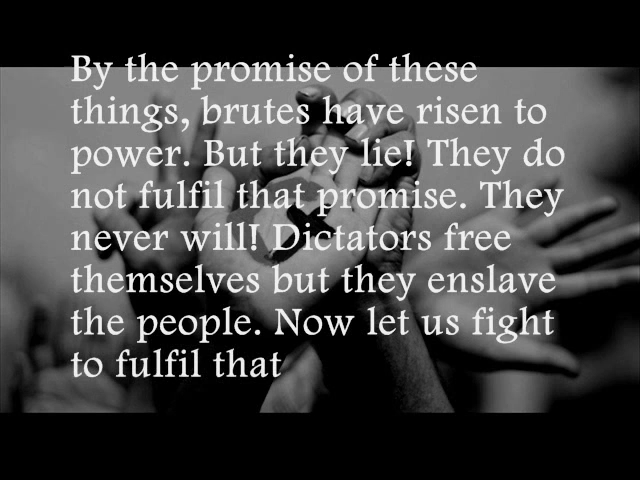 By the promise of these
things, brutes have risen to
power. But they lie! They do
not fulfil that promise. They
never will! Dictators free
themselves but they enslave
the people. Now let us fight
to fulfil that